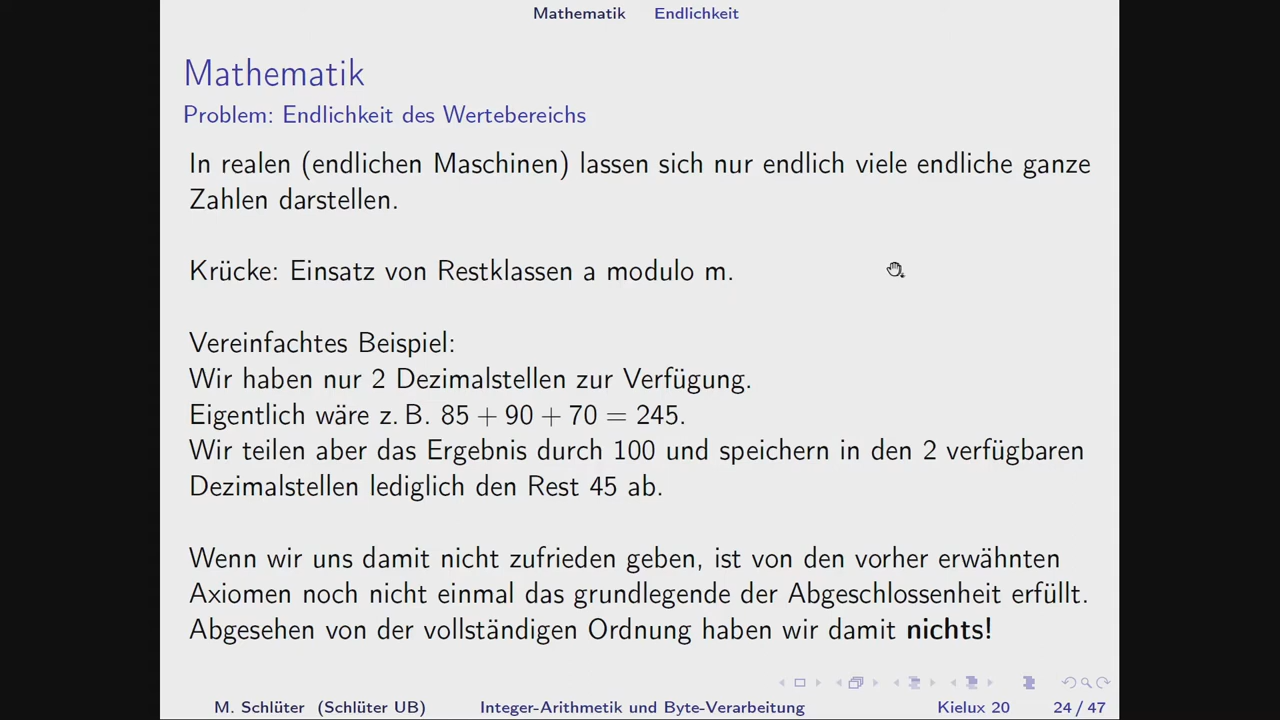 Mathematik Endlichkeit
Mathematik
Problem: Endlichkeit des Wertebereichs
In realen (endlichen Maschinen) lassen sich nur endlich viele endliche ganze
Zahlen darstellen.
Krücke: Einsatz von Restklassen a modulo m.
Vereinfachtes Beispiel:
Wir haben nur 2 Dezimalstellen zur Verfügung.
Eigentlich wäre z. B. 85 + 90 + 70 = 245.
Wir teilen aber das Ergebnis durch 100 und speichern in den 2 verfügbaren
Dezimalstellen lediglich den Rest 45 ab.
Wenn wir uns damit nicht zufrieden geben, ist von den vorher erwähnten
Axiomen noch nicht einmal das grundlegende der Abgeschlossenheit erfüllt.
Abgesehen von der vollständigen Ordnung haben wir damit nichts!
M. Schlüter (Schlüter UB) Integer-Arithmetik und Byte-Verarbeitung Kielux 20 24 / 47